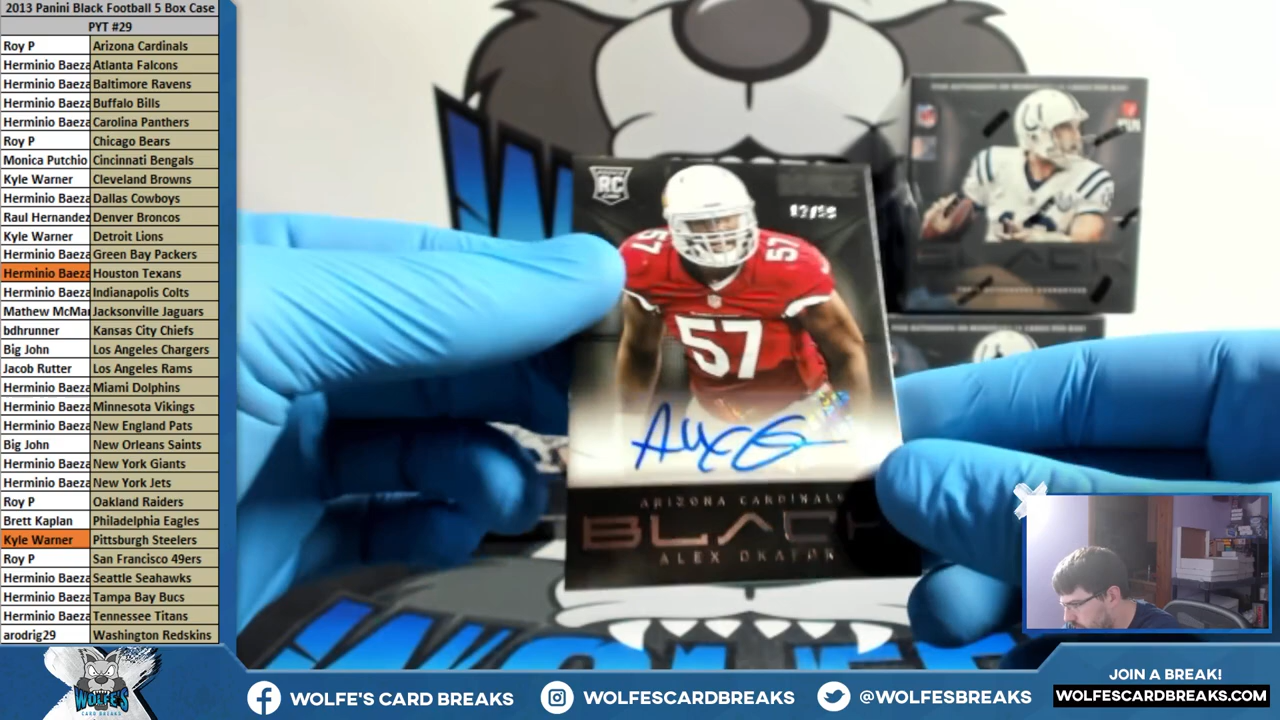 2013 Panini Black Football 5 Box Case
PYT #29
Roy P Arizona Cardinals
Herminio Baeza Atlanta Falcons
Herminio Baeza Baltimore Ravens
Herminio Baeza Buffalo Bills
Herminio Baeza Carolina Panthers
Roy P Chicago Bears
Monica Putchio Cincinnati Bengals
Kyle Warner Cleveland Browns
Herminio Baeza Dallas Cowboys
Raul Hernandez Denver Broncos
Kyle Warner Detroit Lions
Herminio Baeza Green Bay Packers
Herminio Baeza Houston Texans
Herminio Baeza Indianapolis Colts
Mathew McMa Jacksonville Jaguars
bdhrunner Kansas City Chiefs
Big John Los Angeles Chargers
Jacob Rutter Los Angeles Rams
Herminio Baeza Miami Dolphins
Herminio Baeza Minnesota Vikings
Herminio Baeza New England Pats
Big John New Orleans Saints
Herminio Baeza New York Giants
Herminio Baeza New York Jets
Roy P Oakland Raiders
Brett Kaplan Philadelphia Eagles
Kyle Warner Pittsburgh Steelers
Roy P San Francisco 49ers
Herminio Baeza Seattle Seahawks
Herminio Baeza Tampa Bay Bucs
Herminio Baeza Tennessee Titans
arodrig29 Washington Redskins
RC
57
57
57
ARIZONA CARDINALS
BLACK
ALEX OKAFOR
BLACK
WOLFE'S
CARD BREAKS
WOLFE'S CARD BREAKS
WOLFESCARDBREAKS
@WOLFESBREAKS
JOIN A BREAK!
WOLFESCARDBREAKS.COM